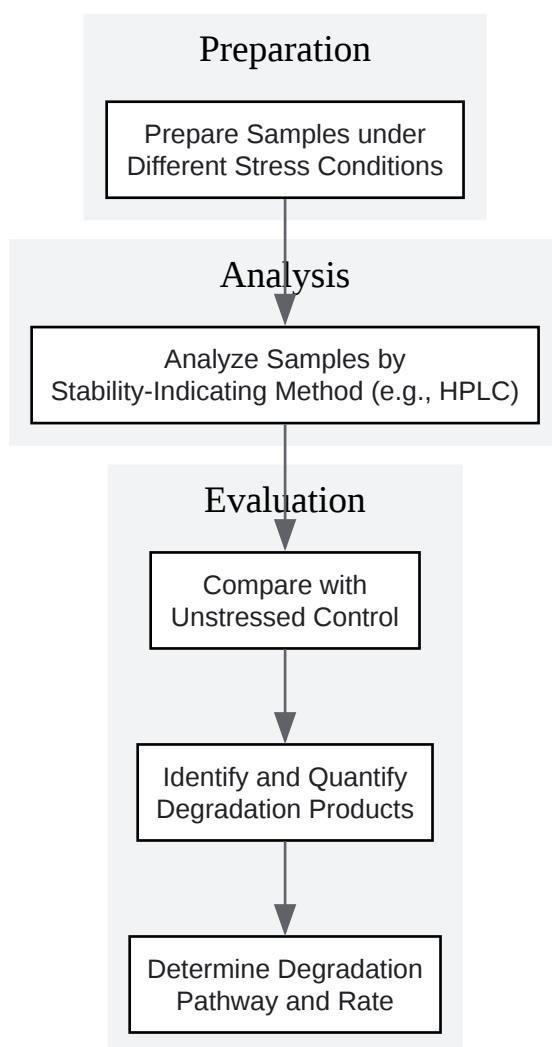 Preparation
Prepare Samples under
Different Stress Conditions
Analysis
Analyze Samples by
Stability-Indicating Method (e.g., HPLC)
Evaluation
Compare with
Unstressed Control
Identify and Quantify
Degradation Products
Determine Degradation
Pathway and Rate